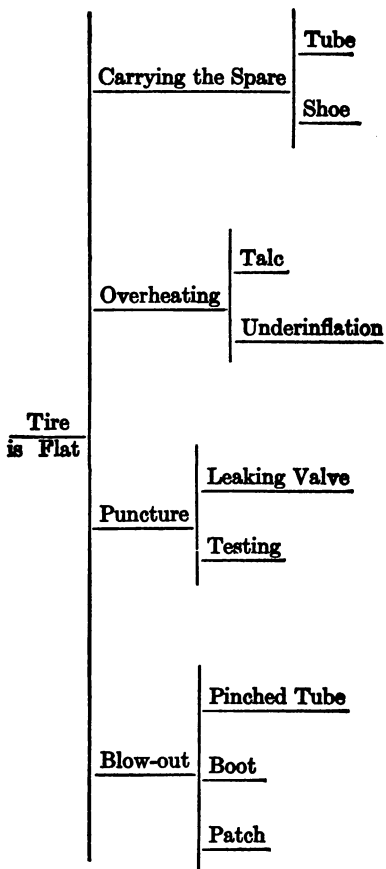 Tube
Carrying the Spare
Shoe
Talc
Overheating
Underinflation
Tire
is Flat
Leaking Valve
Puncture
Testing
Pinched Tube
Blow-out
Boot
Patch